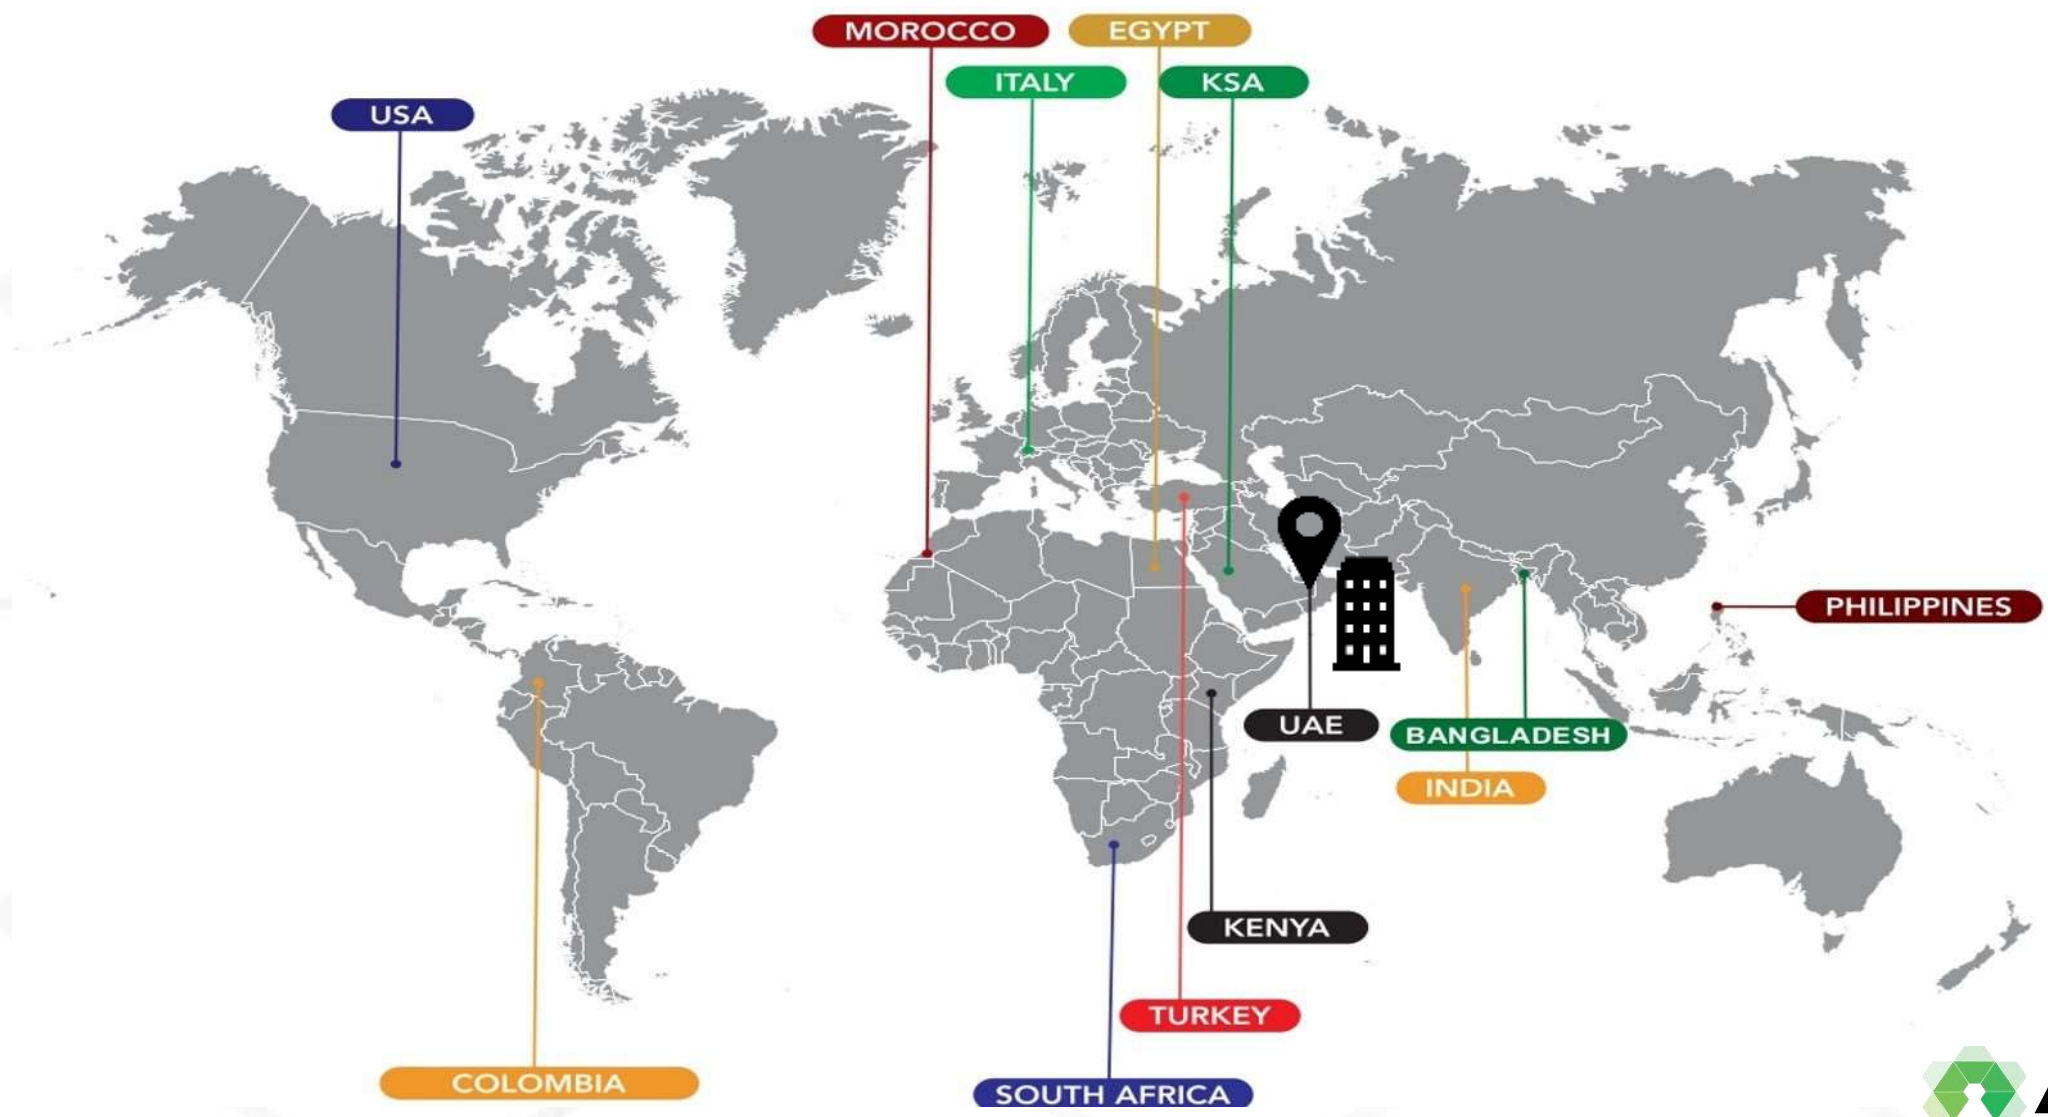 MOROCCO
EGYPT
ITALY
KSA
USA
PHILIPPINES
UAE
BANGLADESH
INDIA
KENYA
TURKEY
COLOMBIA
SOUTH AFRICA